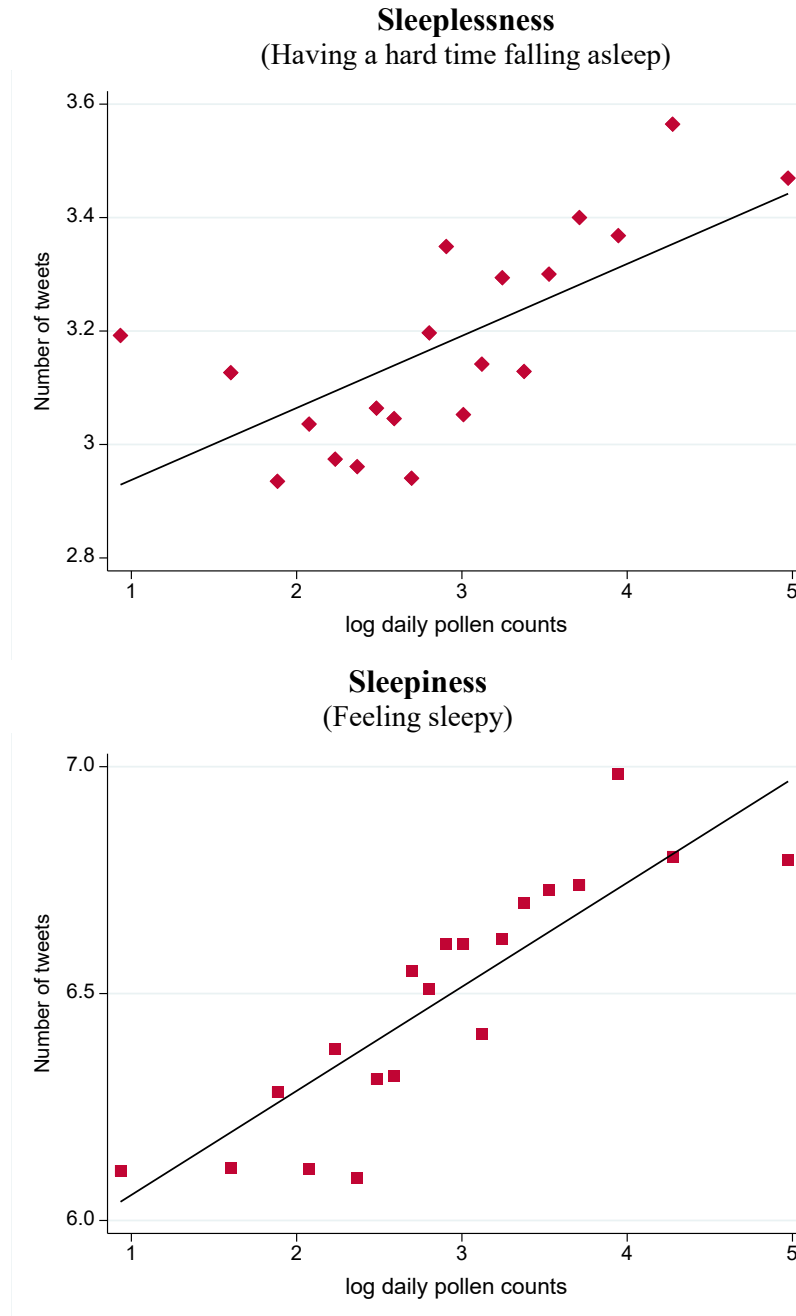 Sleeplessness
(Having a hard time falling asleep)
3.6
3.4
3.2
3
2.8
Number of tweets
1 2 3 4 5
log daily pollen counts
Sleepiness
(Feeling sleepy)
7.0
6.5
6.0
Number of tweets
1 2 3 4 5
log daily pollen counts